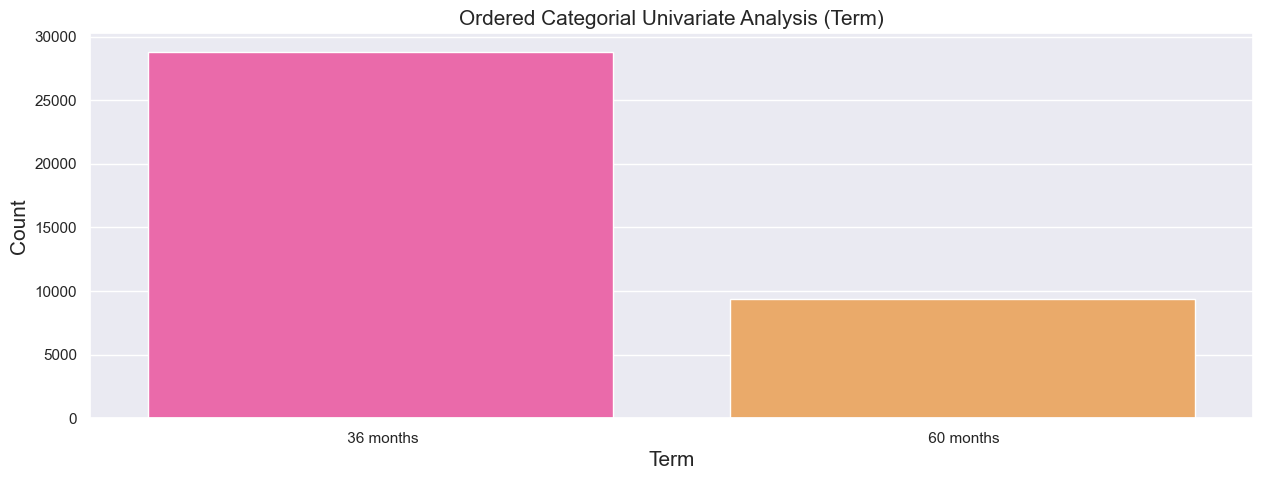 Ordered Categorial Univariate Analysis (Term)
30000
25000
20000
15000
10000
5000
0
Count
36 months
60 months
Term